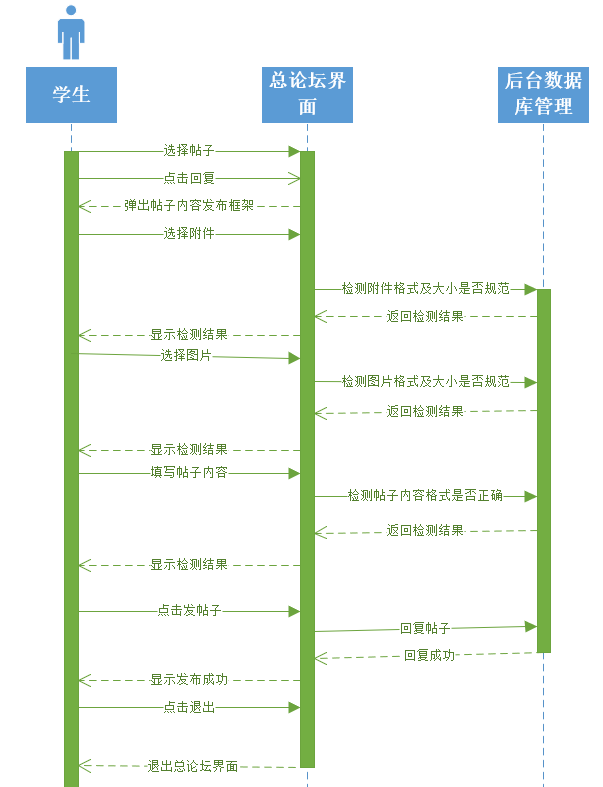 学生
总论坛界
面
后台数据
库管理
选择帖子
点击回复
弹出帖子内容发布框架
选择附件
检测附件格式及大小是否规范
返回检测结果
显示检测结果
选择图片
检测图片格式及大小是否规范
返回检测结果
显示检测结果
填写帖子内容
检测帖子内容格式是否正确
返回检测结果
显示检测结果
点击发帖子
回复帖子
回复成功
显示发布成功
点击退出
退出总论坛界面